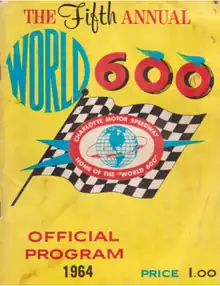 THE Fifth ANNUAL
WORLD 600
CHARLOTTE MOTOR SPEEDWAY
HOME OF THE "WORLD 600"
OFFICIAL
PROGRAM
1964
PRICE 1.00